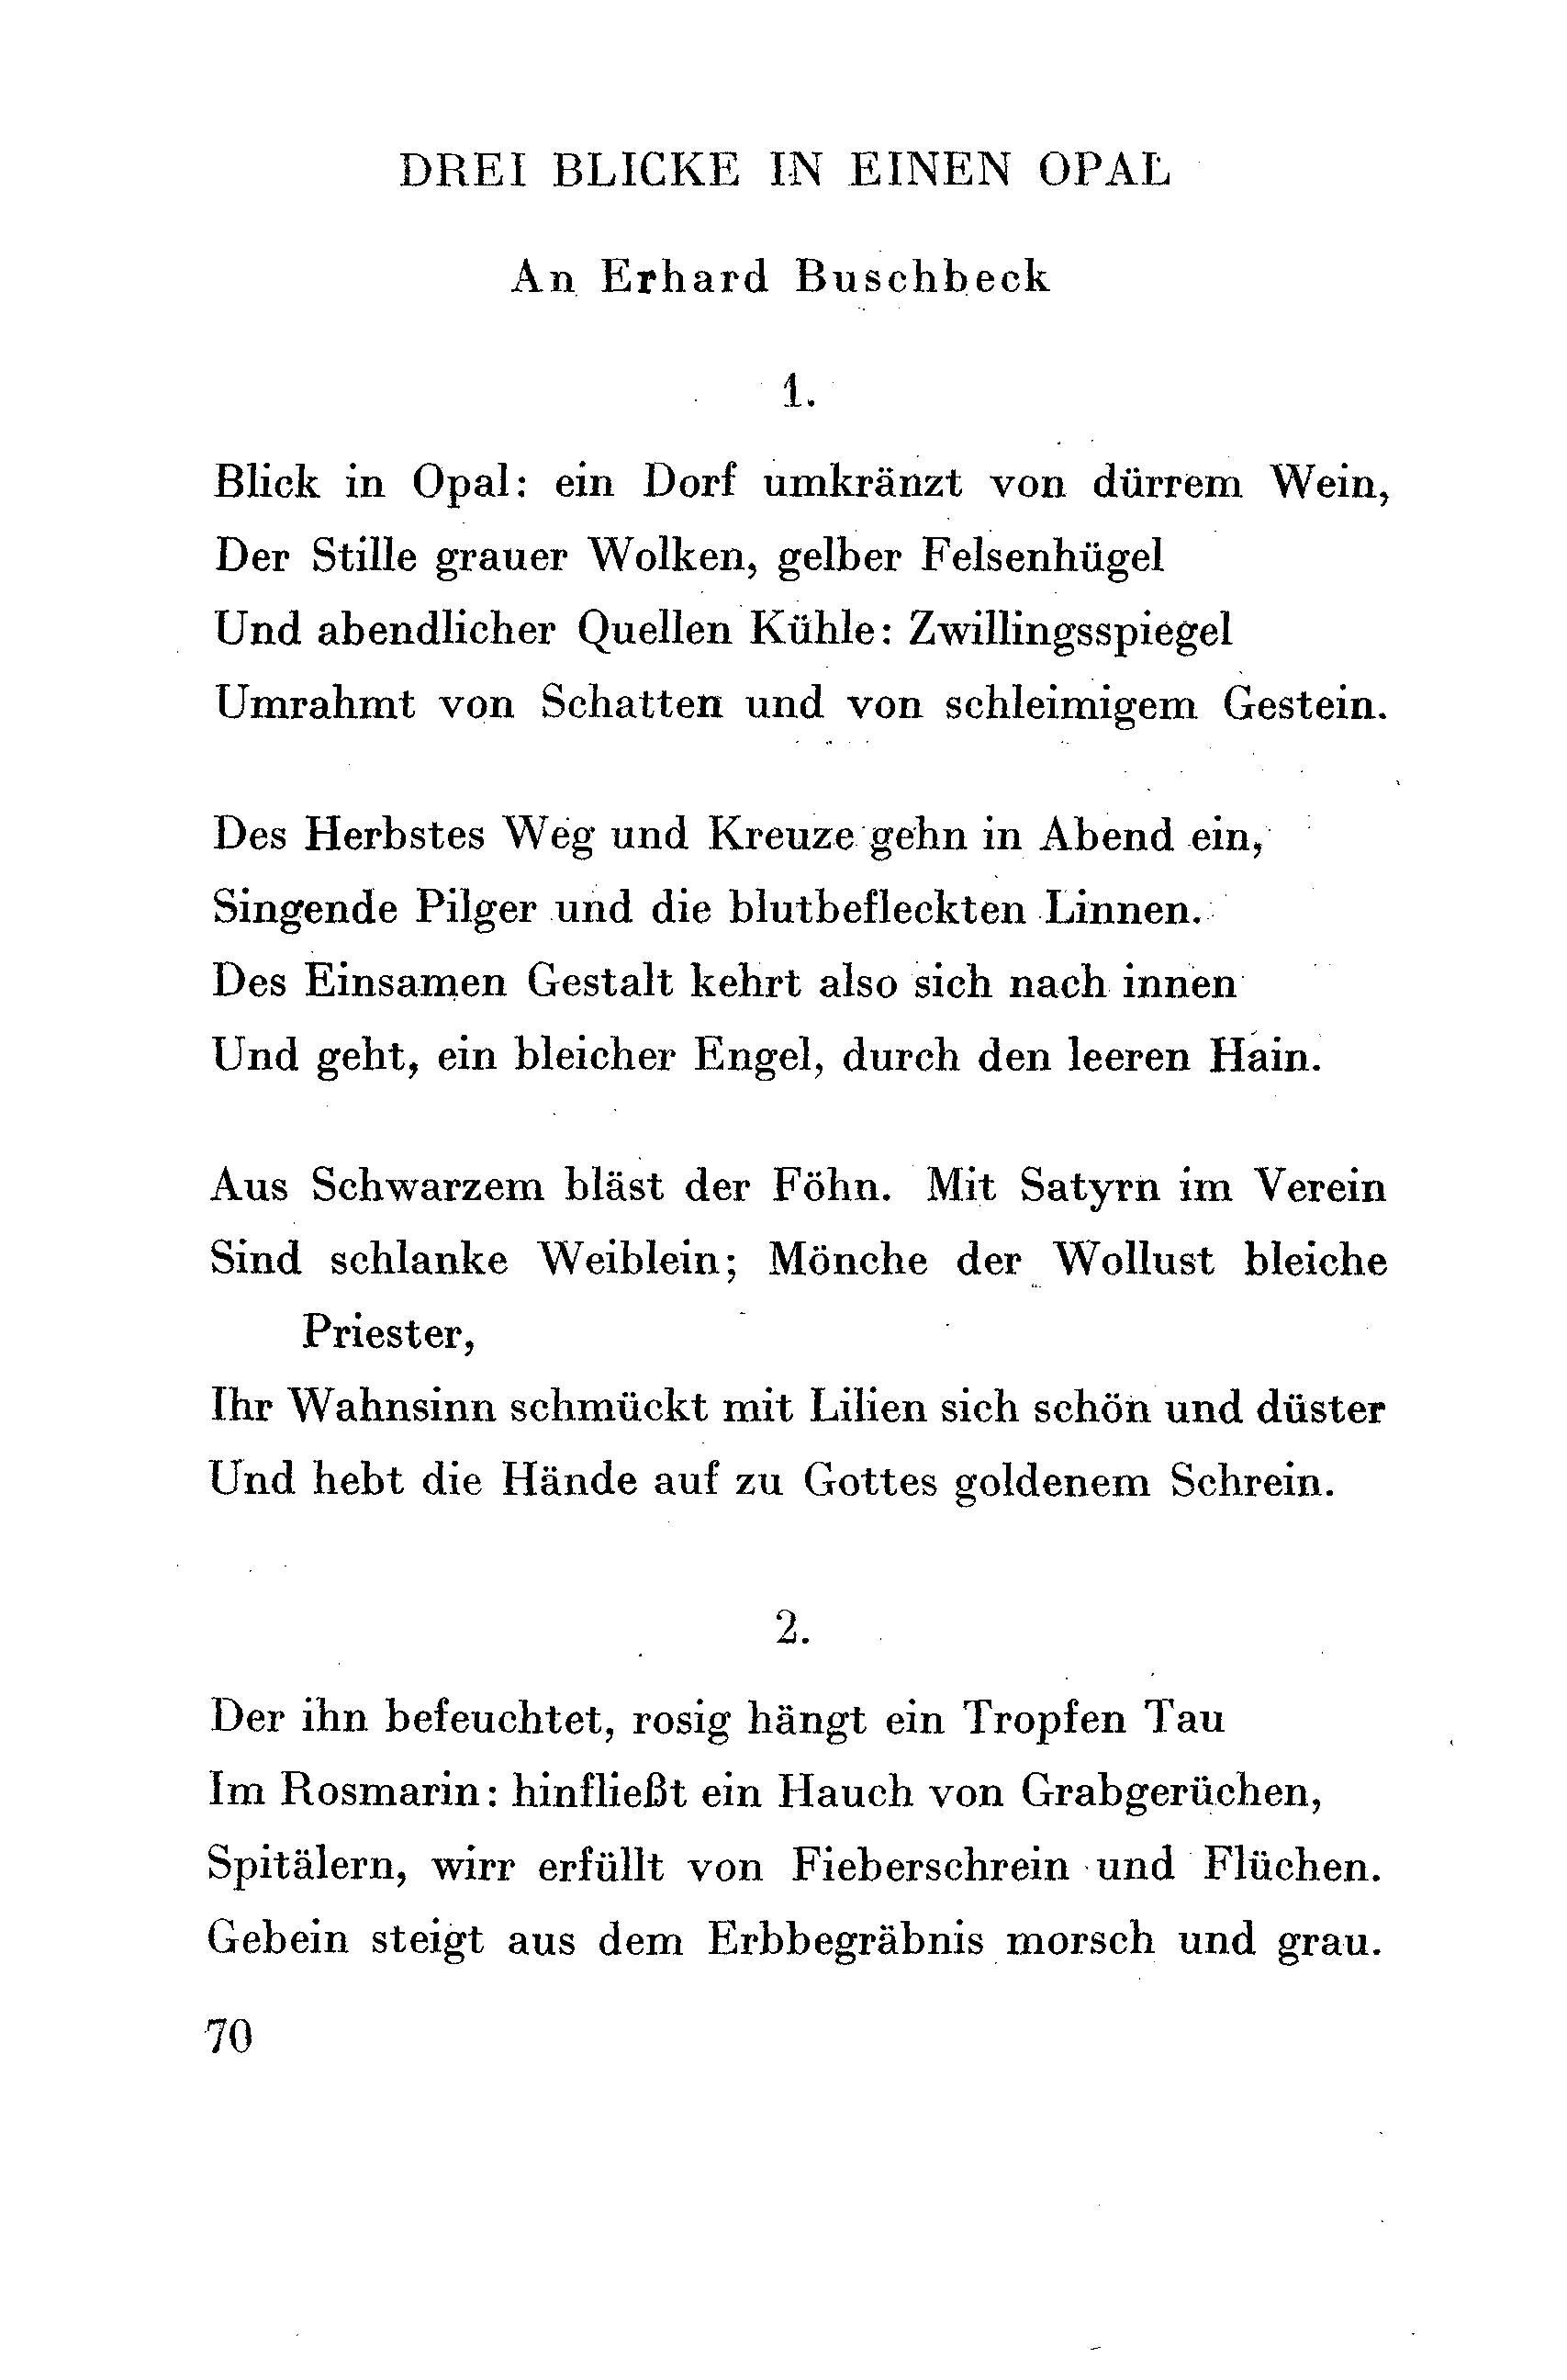 DREI BLICKE IN EINEN OPAL
An Erhard Buschbeck
1.
Blick in Opal: ein Dorf umkränzt von dürrem Wein,
Der Stille grauer Wolken, gelber Felsenhügel
Und abendlicher Quellen Kühle: Zwillingsspiegel
Umrahmt von Schatten und von schleimigem Gestein.
Des Herbstes Weg und Kreuze gehn in Abend ein,
Singende Pilger und die blutbefleckten Linnen.
Des Einsamen Gestalt kehrt also sich nach innen
Und geht, ein bleicher Engel, durch den leeren Hain.
Aus Schwarzem bläst der Föhn. Mit Satyrn im Verein
Sind schlanke Weiblein; Mönche der Wollust bleiche
Priester,
Ihr Wahnsinn schmückt mit Lilien sich schön und düster
Und hebt die Hände auf zu Gottes goldenem Schrein.
2.
Der ihn befeuchtet, rosig hängt ein Tropfen Tau
Im Rosmarin: hinfließt ein Hauch von Grabgerüchen,
Spitälern, wirr erfüllt von Fieberschrein und Flüchen.
Gebein steigt aus dem Erbbegräbnis morsch und grau.
70